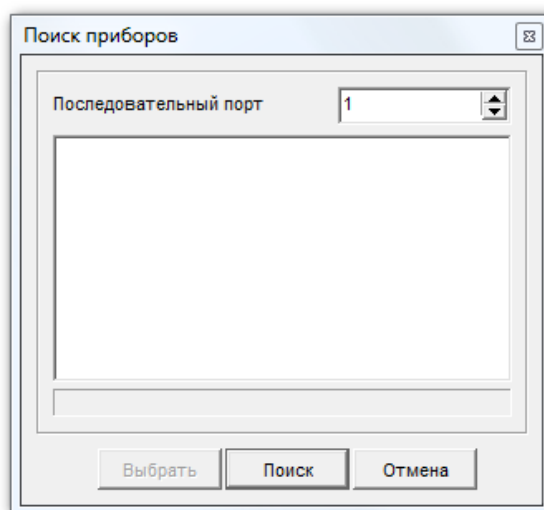 Поиск приборов
Последовательный порт 1
Выбрать Поиск Отмена